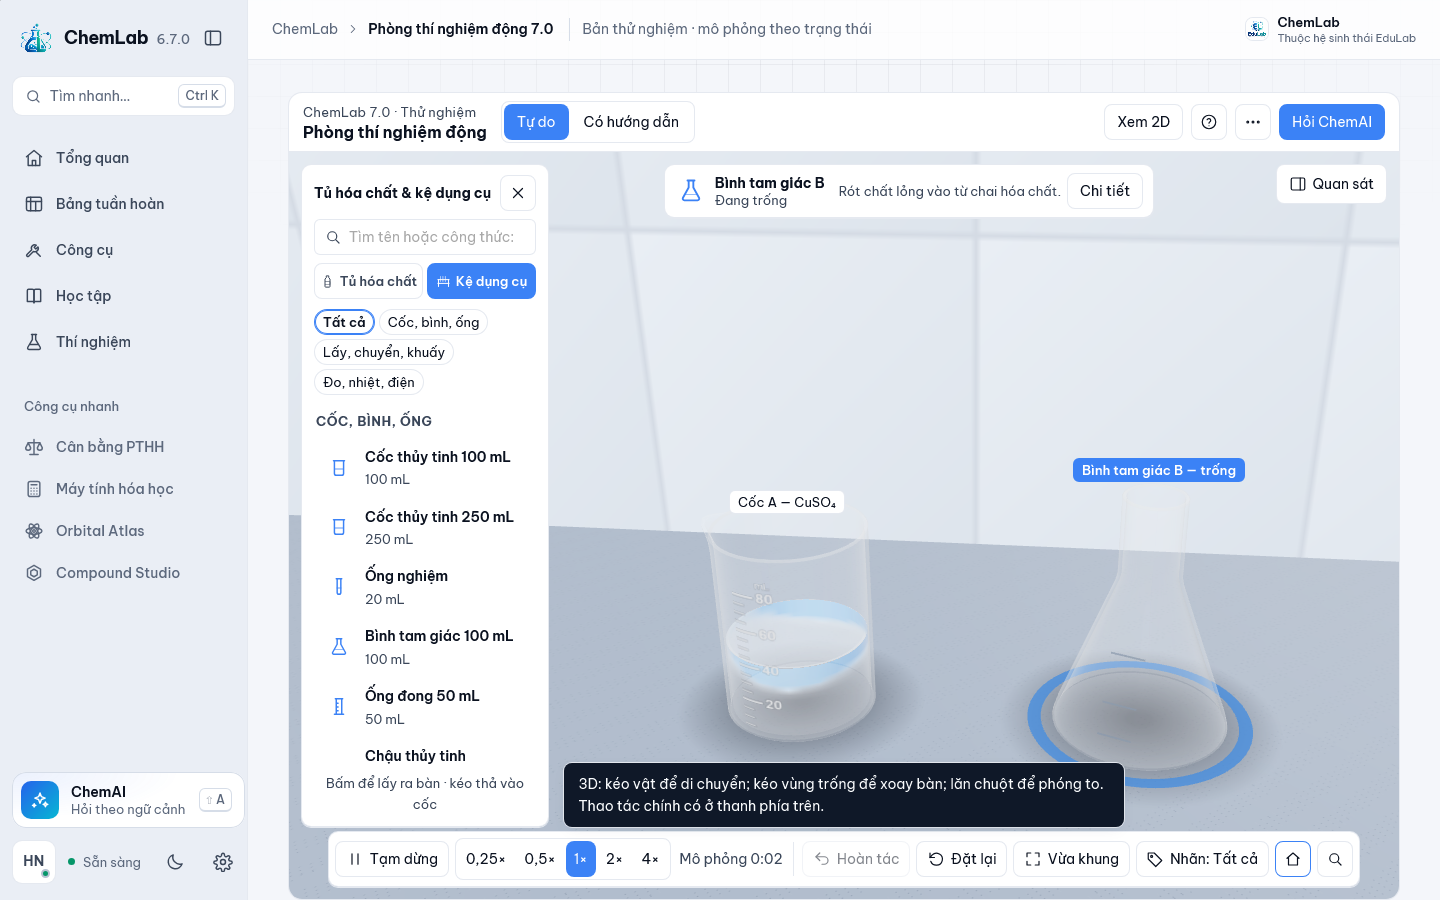 ChemLab 6.7.0
Tìm nhanh... Ctrl K
Tổng quan
Bảng tuần hoàn
Công cụ
Học tập
Thí nghiệm
Công cụ nhanh
Cân bằng PTHH
Máy tính hóa học
Orbital Atlas
Compound Studio
ChemAI
Hỏi theo ngữ cảnh
⇧ A
HN
Sẵn sàng
ChemLab > Phòng thí nghiệm động 7.0 Bản thử nghiệm · mô phỏng theo trạng thái
EduLab
ChemLab
Thuộc hệ sinh thái EduLab
ChemLab 7.0 · Thử nghiệm
Phòng thí nghiệm động
Tự do Có hướng dẫn
Xem 2D
Hỏi ChemAI
Tủ hóa chất & kệ dụng cụ
Tìm tên hoặc công thức:
Tủ hóa chất Kệ dụng cụ
Tất cả Cốc, bình, ống
Lấy, chuyển, khuấy
Đo, nhiệt, điện
CỐC, BÌNH, ỐNG
Cốc thủy tinh 100 mL
100 mL
Cốc thủy tinh 250 mL
250 mL
Ống nghiệm
20 mL
Bình tam giác 100 mL
100 mL
Ống đong 50 mL
50 mL
Chậu thủy tinh
Bấm để lấy ra bàn · kéo thả vào
cốc
Bình tam giác B
Đang trống
Rót chất lỏng vào từ chai hóa chất.
Chi tiết
Quan sát
Bình tam giác B — trống
Cốc A — CuSO₄
80
60
40
20
3D: kéo vật để di chuyển; kéo vùng trống để xoay bàn; lăn chuột để phóng to.
Thao tác chính có ở thanh phía trên.
Tạm dừng 0,25× 0,5× 1× 2× 4× Mô phỏng 0:02 Hoàn tác Đặt lại Vừa khung Nhãn: Tất cả